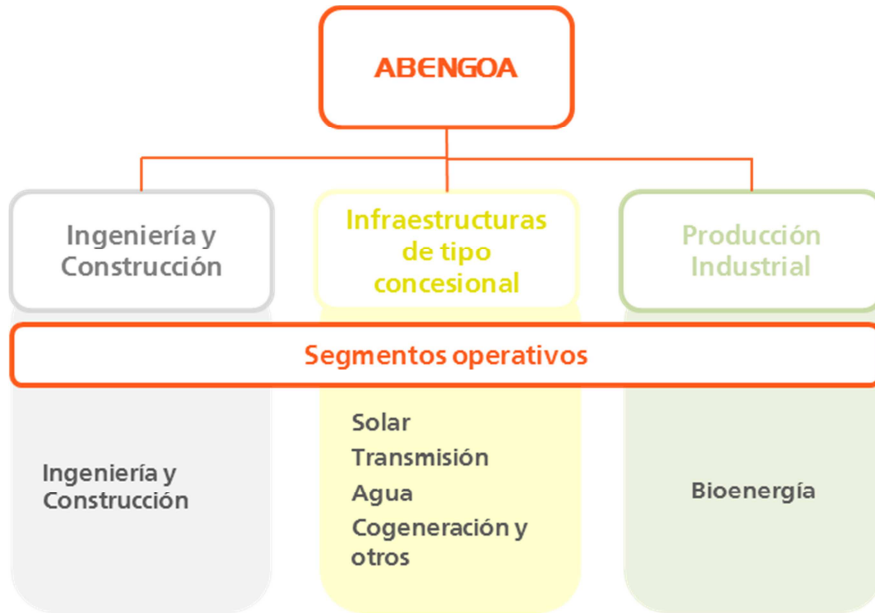 ABENGOA
Ingeniería y
Construcción
Infraestructuras
de tipo
concesional
Producción
Industrial
Segmentos operativos
Ingeniería y
Construcción
Solar
Transmisión
Agua
Cogeneración y
otros
Bioenergía